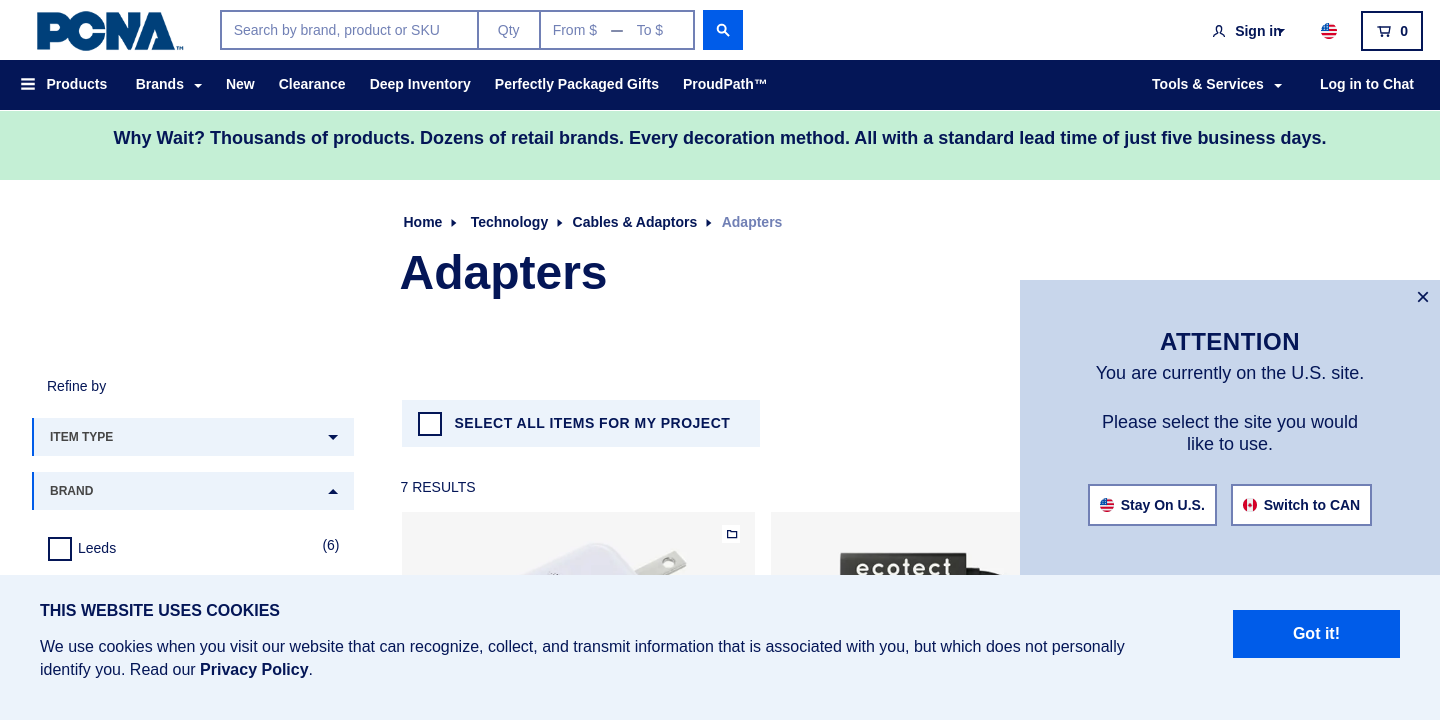 PCNA™
Search by brand, product or SKU Qty From $ — To $
Sign in 0
Products Brands New Clearance Deep Inventory Perfectly Packaged Gifts ProudPath™ Tools & Services Log in to Chat
Why Wait? Thousands of products. Dozens of retail brands. Every decoration method. All with a standard lead time of just five business days.
Home Technology Cables & Adaptors Adapters
Adapters
×
ATTENTION
You are currently on the U.S. site.
Please select the site you would
like to use.
Stay On U.S. Switch to CAN
Refine by
ITEM TYPE
BRAND
Leeds (6)
SELECT ALL ITEMS FOR MY PROJECT
7 RESULTS
ecotect
THIS WEBSITE USES COOKIES
We use cookies when you visit our website that can recognize, collect, and transmit information that is associated with you, but which does not personally
identify you. Read our Privacy Policy.
Got it!